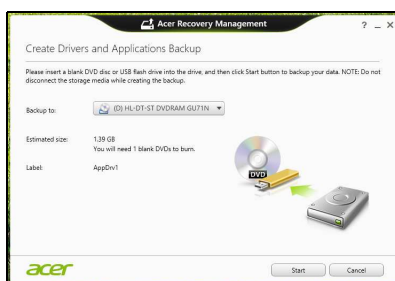 Acer Recovery Management
? _ ×
Create Drivers and Applications Backup
Please insert a blank DVD disc or USB flash drive into the drive, and then click Start button to backup your data. NOTE: Do not
disconnect the storage media while creating the backup.
Backup to: (D) HL-DT-ST DVDRAM GU71N
Estimated size: 1.39 GB
You will need 1 blank DVDs to burn.
Label: AppDrv1
DVD
acer
Start Cancel